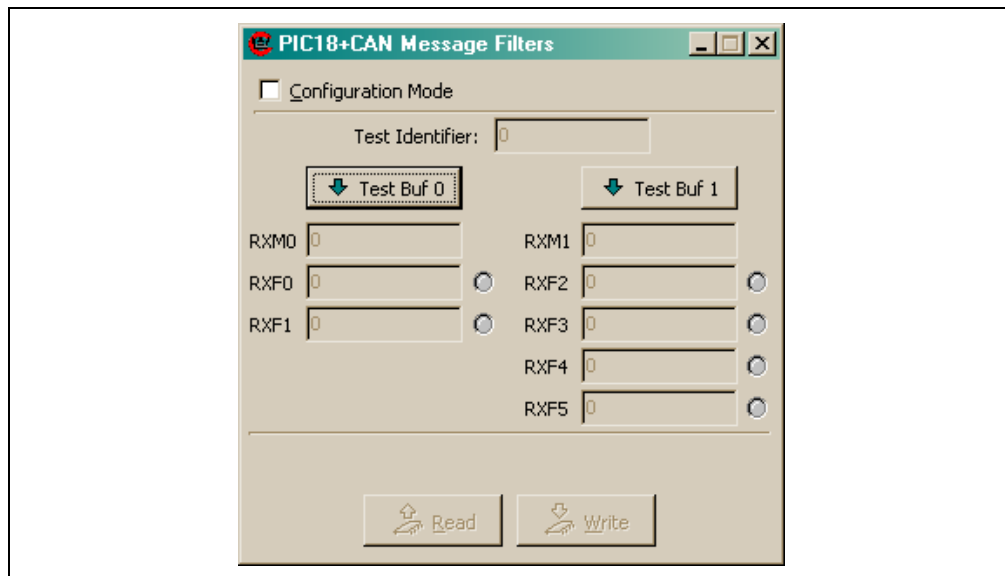 PIC18+CAN Message Filters
Configuration Mode
Test Identifier: 0
Test Buf 0 Test Buf 1
RXM0 0 RXM1 0
RXF0 0 RXF2 0
RXF1 0 RXF3 0
RXF4 0
RXF5 0
Read Write